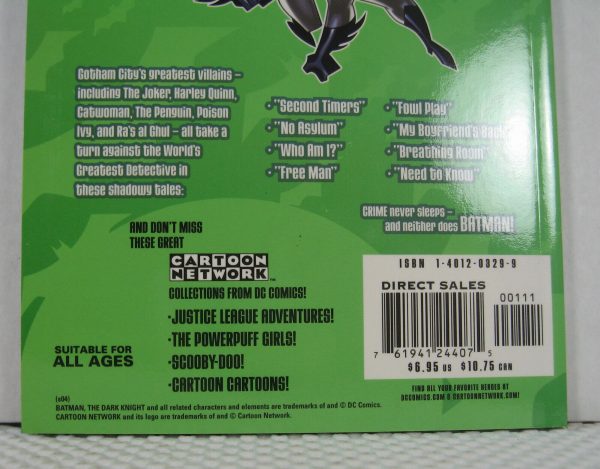 Gotham City's greatest villains –
including The Joker, Harley Quinn,
Catwoman, The Penguin, Poison
Ivy, and Ra's al Ghul – all take a
turn against the World's
Greatest Detective in
these shadowy tales:
• "Second Timers"
• "No Asylum"
• "Who Am I?"
• "Free Man"
• "Fowl Play"
• "My Boyfriend's Back"
• "Breathing Room"
• "Need to Know"
CRIME never sleeps –
and neither does BATMAN!
AND DON'T MISS
THESE GREAT
CARTOON
NETWORK™
COLLECTIONS FROM DC COMICS!
•JUSTICE LEAGUE ADVENTURES!
•THE POWERPUFF GIRLS!
•SCOOBY-DOO!
•CARTOON CARTOONS!
SUITABLE FOR
ALL AGES
ISBN 1-4012-0329-9
DIRECT SALES
00111
7 61941 24407 5
$6.95 US $10.75 CAN
FIND ALL YOUR FAVORITE HEROES AT
DCCOMICS.COM & CARTOONNETWORK.COM!
(s04)
BATMAN, THE DARK KNIGHT and all related characters and elements are trademarks of and © DC Comics.
CARTOON NETWORK and its logo are trademarks of and © Cartoon Network.